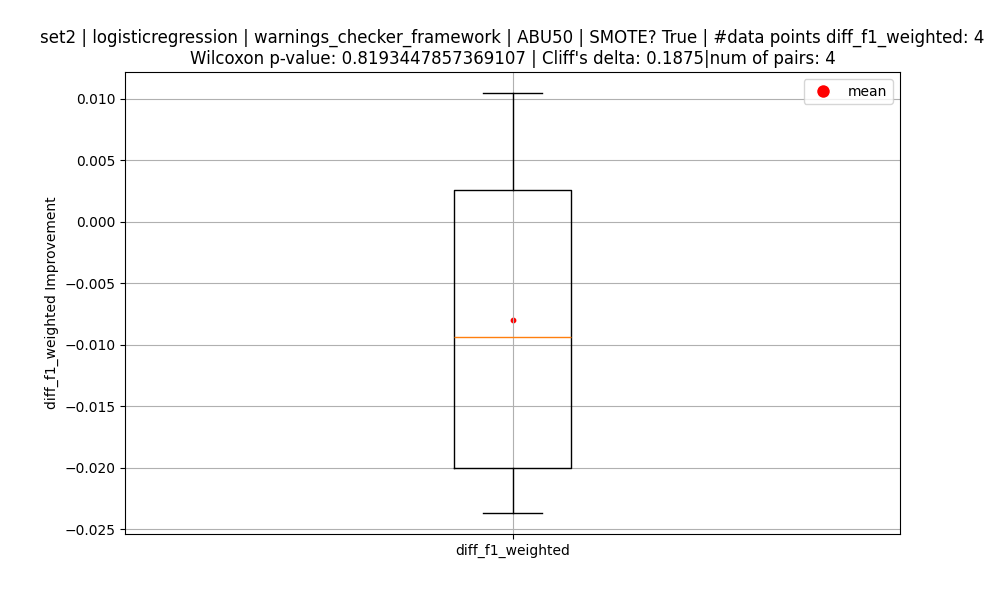 set2 | logisticregression | warnings_checker_framework | ABU50 | SMOTE? True | #data points diff_f1_weighted: 4
Wilcoxon p-value: 0.8193447857369107 | Cliff's delta: 0.1875|num of pairs: 4
mean
0.010
0.005
0.000
−0.005
−0.010
−0.015
−0.020
−0.025
diff_f1_weighted Improvement
diff_f1_weighted